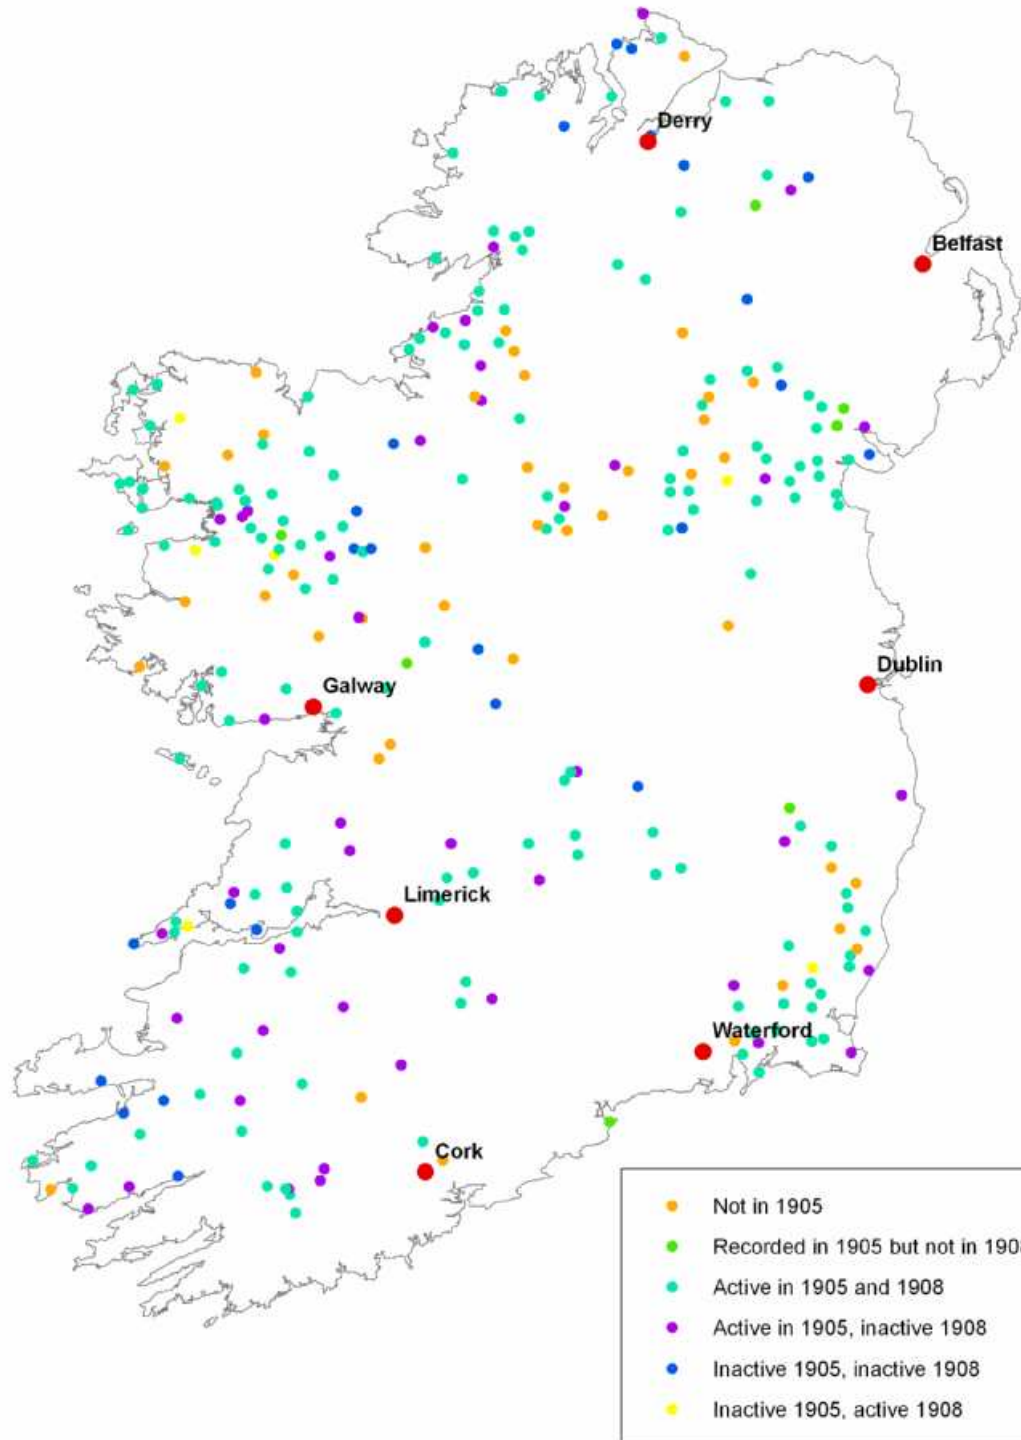 Derry
Belfast
Dublin
Galway
Limerick
Waterford
Cork
Not in 1905
Recorded in 1905 but not in 190
Active in 1905 and 1908
Active in 1905, inactive 1908
Inactive 1905, inactive 1908
Inactive 1905, active 1908